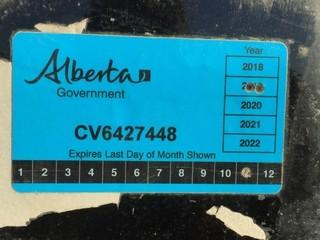 Alberta
Government
Year
2018
2020
2021
2022
CV6427448
Expires Last Day of Month Shown
1 2 3 4 5 6 7 8 9 10 12